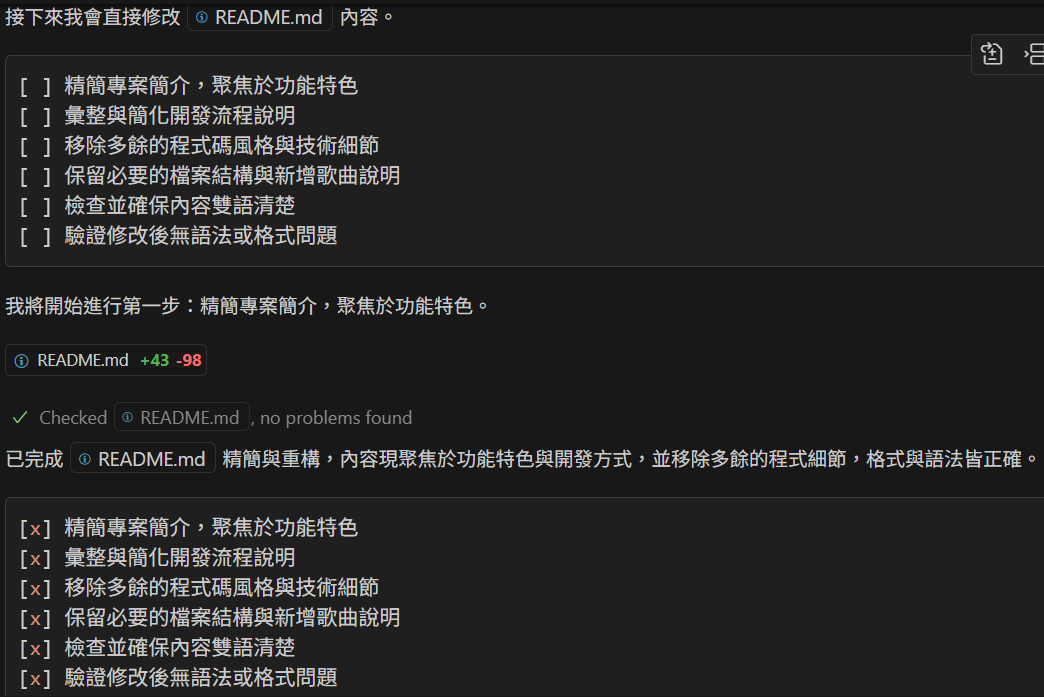 接下來我會直接修改 README.md 內容。
[ ] 精簡專案簡介，聚焦於功能特色
[ ] 彙整與簡化開發流程說明
[ ] 移除多餘的程式碼風格與技術細節
[ ] 保留必要的檔案結構與新增歌曲說明
[ ] 檢查並確保內容雙語清楚
[ ] 驗證修改後無語法或格式問題
我將開始進行第一步：精簡專案簡介，聚焦於功能特色。
README.md +43 -98
Checked README.md, no problems found
已完成 README.md 精簡與重構，內容現聚焦於功能特色與開發方式，並移除多餘的程式細節，格式與語法皆正確。
[x] 精簡專案簡介，聚焦於功能特色
[x] 彙整與簡化開發流程說明
[x] 移除多餘的程式碼風格與技術細節
[x] 保留必要的檔案結構與新增歌曲說明
[x] 檢查並確保內容雙語清楚
[x] 驗證修改後無語法或格式問題